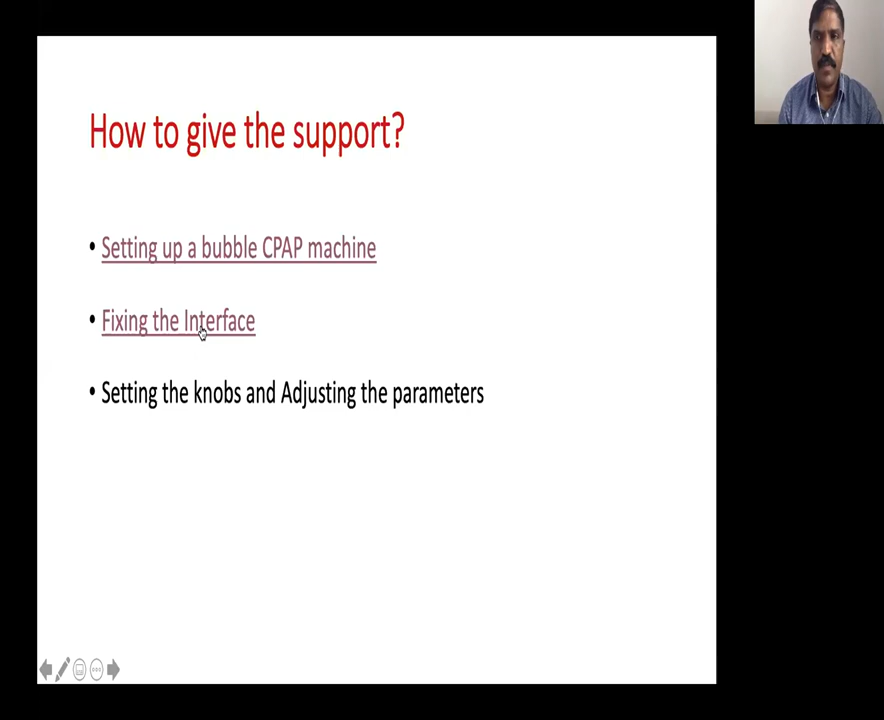 How to give the support?
• Setting up a bubble CPAP machine
• Fixing the Interface
• Setting the knobs and Adjusting the parameters